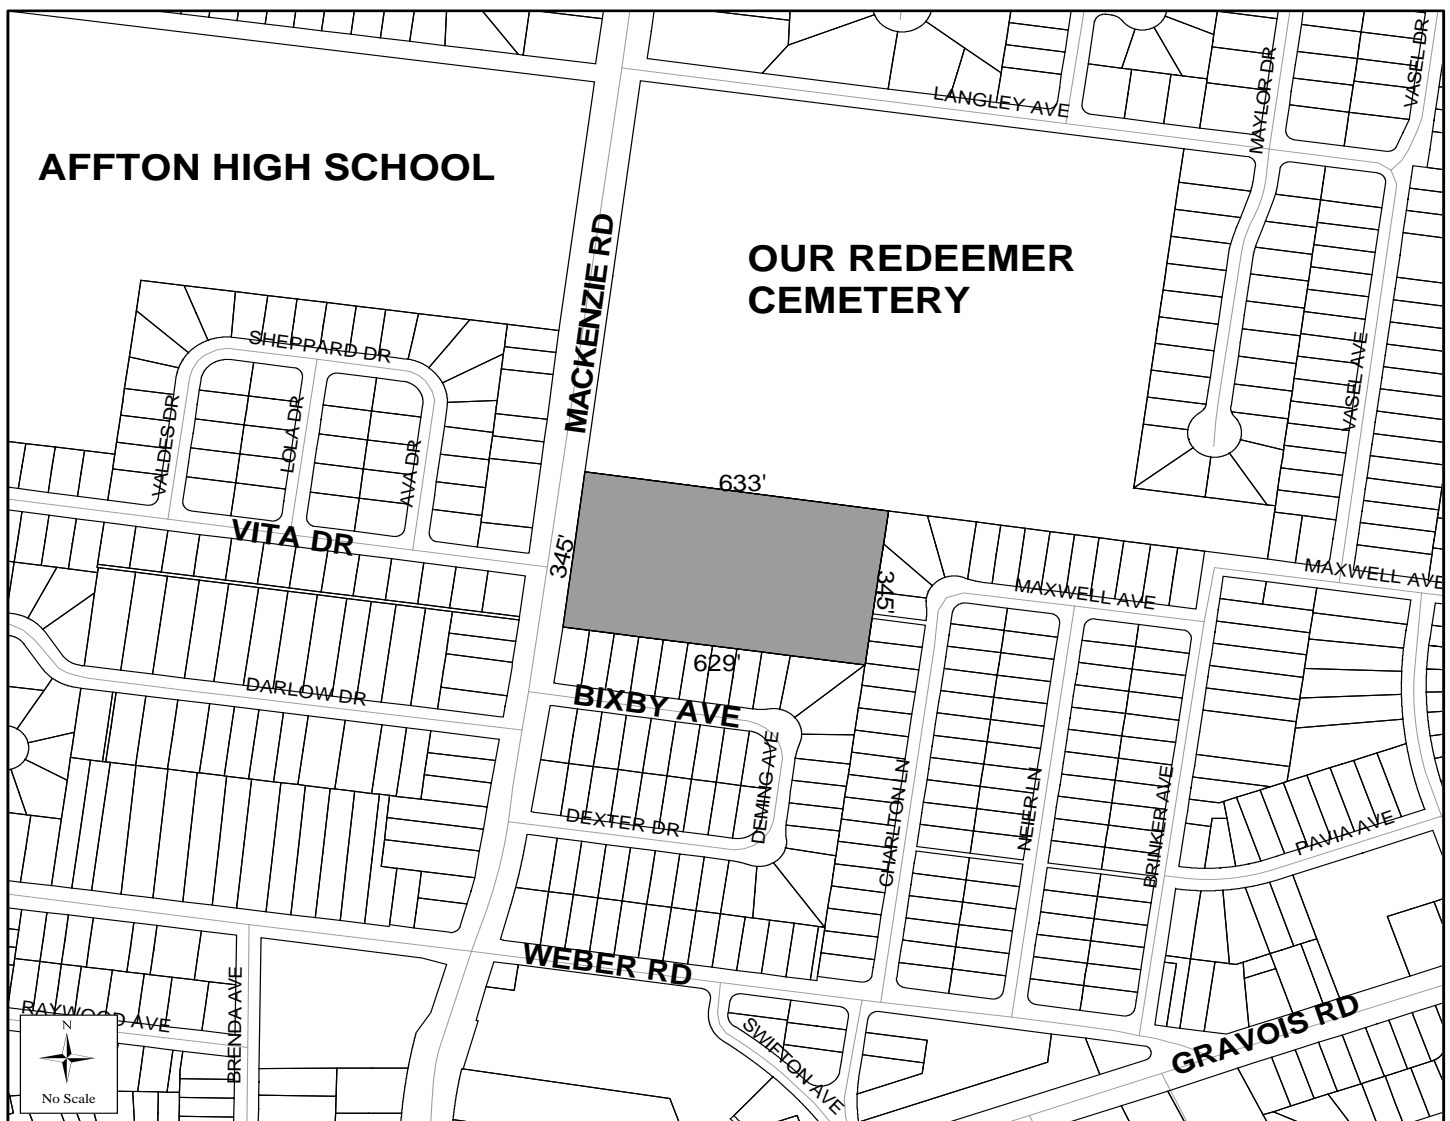 VASEL DR
MAYLOR DR
LANGLEY AVE
AFFTON HIGH SCHOOL
MACKENZIE RD
OUR REDEEMER
CEMETERY
SHEPPARD DR
VALDES DR
LOLA DR
AVA DR
VASEL AVE
633'
VITA DR
345'
345'
MAXWELL AVE
MAXWELL AVE
629'
DARLOW DR
BIXBY AVE
DEMING AVE
DEXTER DR
CHARLTON LN
NEIER LN
BRINKER AVE
PAVIA AVE
WEBER RD
BRENDA AVE
RAYWOOD AVE
SWIFTON AVE
GRAVOIS RD
N
No Scale